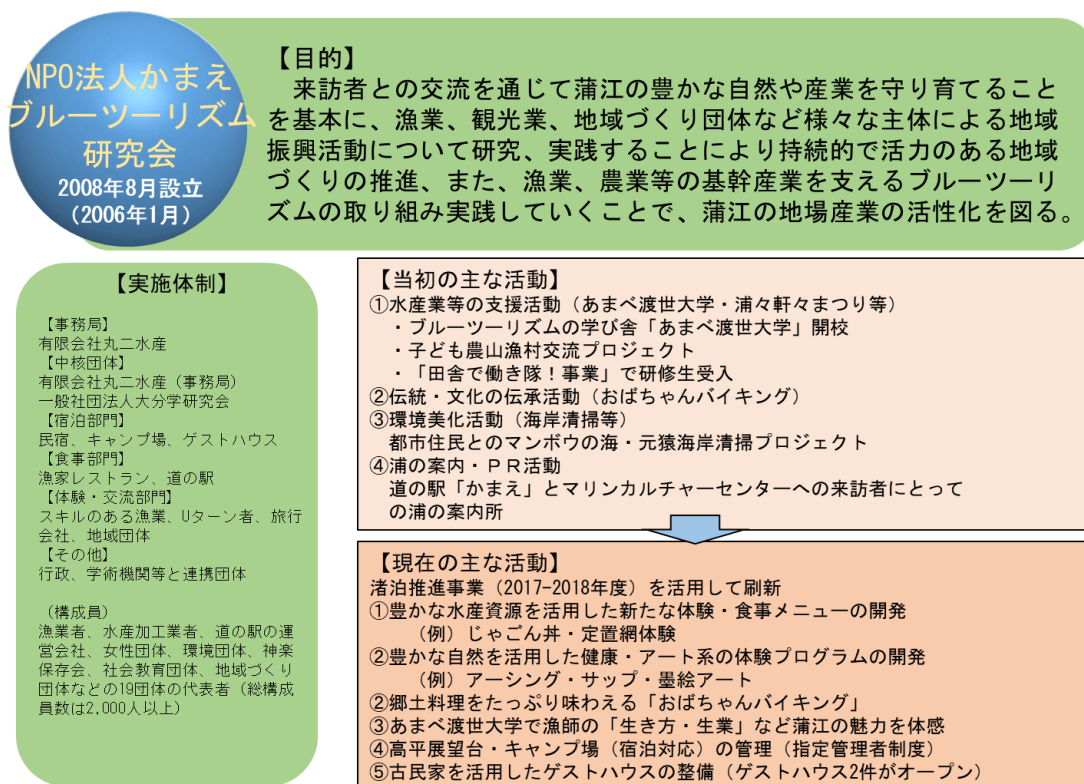 NPO法人かまえ
ブルーツーリズム
研究会
2008年8月設立
（2006年1月）
【目的】
　来訪者との交流を通じて蒲江の豊かな自然や産業を守り育てること
を基本に、漁業、観光業、地域づくり団体など様々な主体による地域
振興活動について研究、実践することにより持続的で活力のある地域
づくりの推進、また、漁業、農業等の基幹産業を支えるブルーツーリ
ズムの取り組み実践していくことで、蒲江の地場産業の活性化を図る。
【実施体制】
【事務局】
有限会社丸二水産
【中核団体】
有限会社丸二水産（事務局）
一般社団法人大分学研究会
【宿泊部門】
民宿、キャンプ場、ゲストハウス
【食事部門】
漁家レストラン、道の駅
【体験・交流部門】
スキルのある漁業、Uターン者、旅行
会社、地域団体
【その他】
行政、学術機関等と連携団体
（構成員）
漁業者、水産加工業者、道の駅の運
営会社、女性団体、環境団体、神楽
保存会、社会教育団体、地域づくり
団体などの19団体の代表者（総構成
員数は2,000人以上）
【当初の主な活動】
①水産業等の支援活動（あまべ渡世大学・浦々軒々まつり等）
・ブルーツーリズムの学び舎「あまべ渡世大学」開校
・子ども農山漁村交流プロジェクト
・「田舎で働き隊！事業」で研修生受入
②伝統・文化の伝承活動（おばちゃんバイキング）
③環境美化活動（海岸清掃等）
都市住民とのマンボウの海・元猿海岸清掃プロジェクト
④浦の案内・ＰＲ活動
道の駅「かまえ」とマリンカルチャーセンターへの来訪者にとって
の浦の案内所
【現在の主な活動】
渚泊推進事業（2017-2018年度）を活用して刷新
①豊かな水産資源を活用した新たな体験・食事メニューの開発
（例）じゃごん丼・定置網体験
②豊かな自然を活用した健康・アート系の体験プログラムの開発
（例）アーシング・サップ・墨絵アート
②郷土料理をたっぷり味わえる「おばちゃんバイキング」
③あまべ渡世大学で漁師の「生き方・生業」など蒲江の魅力を体感
④高平展望台・キャンプ場（宿泊対応）の管理（指定管理者制度）
⑤古民家を活用したゲストハウスの整備（ゲストハウス2件がオープン）